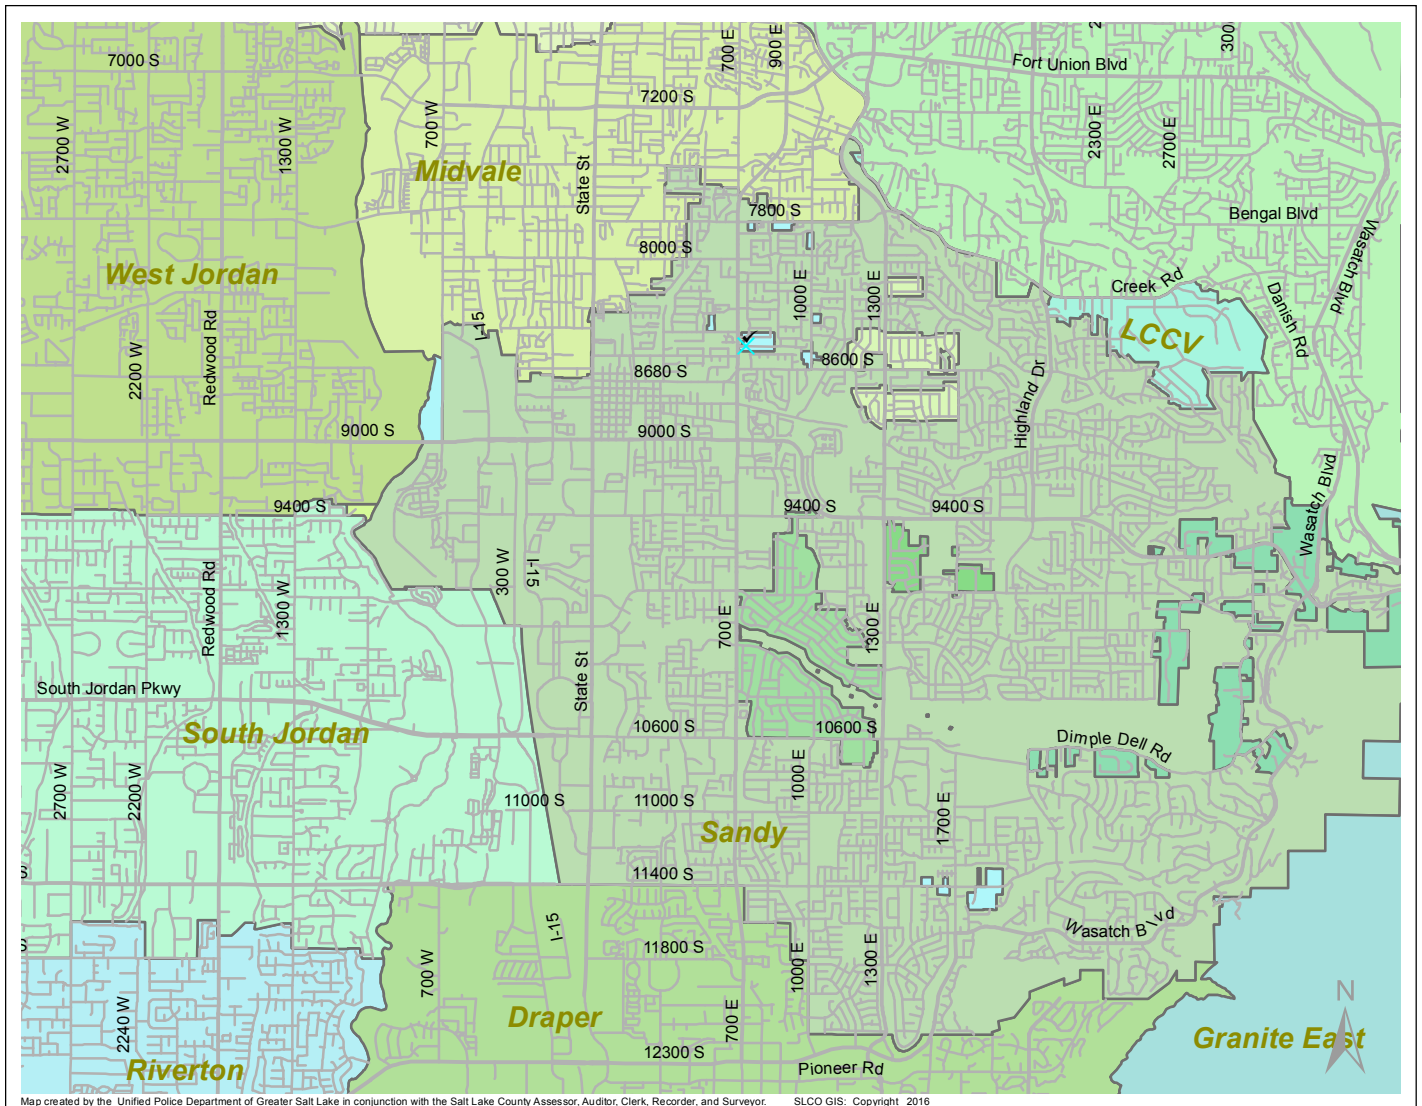 700 E
900 E
2
300
7000 S
Fort Union Blvd
7200 S
2700 W
1300 W
700 W
2300 E
2700 E
Midvale
State St
7800 S
Bengal Blvd
8000 S
Wasatch Blvd
West Jordan
1000 E
1300 E
Creek Rd
Danish Rd
I-15
LCCV
2200 W
Redwood Rd
8680 S
8600 S
Highland Dr
9000 S
9000 S
9400 S
9400 S
9400 S
Wasatch Blvd
300 W
I-15
Redwood Rd
1300 W
700 E
1300 E
South Jordan Pkwy
State St
South Jordan
10600 S
10600 S
Dimple Dell Rd
2700 W
2200 W
1000 E
11000 S
11000 S
1700 E
Sandy
S
11400 S
I-15
Wasatch Blvd
S
11800 S
700 W
1000 E
1300 E
N
2240 W
Draper
700 E
Granite East
12300 S
Riverton
Pioneer Rd
Map created by the Unified Police Department of Greater Salt Lake in conjunction with the Salt Lake County Assessor, Auditor, Clerk, Recorder, and Surveyor. SLCO GIS: Copyright 2016